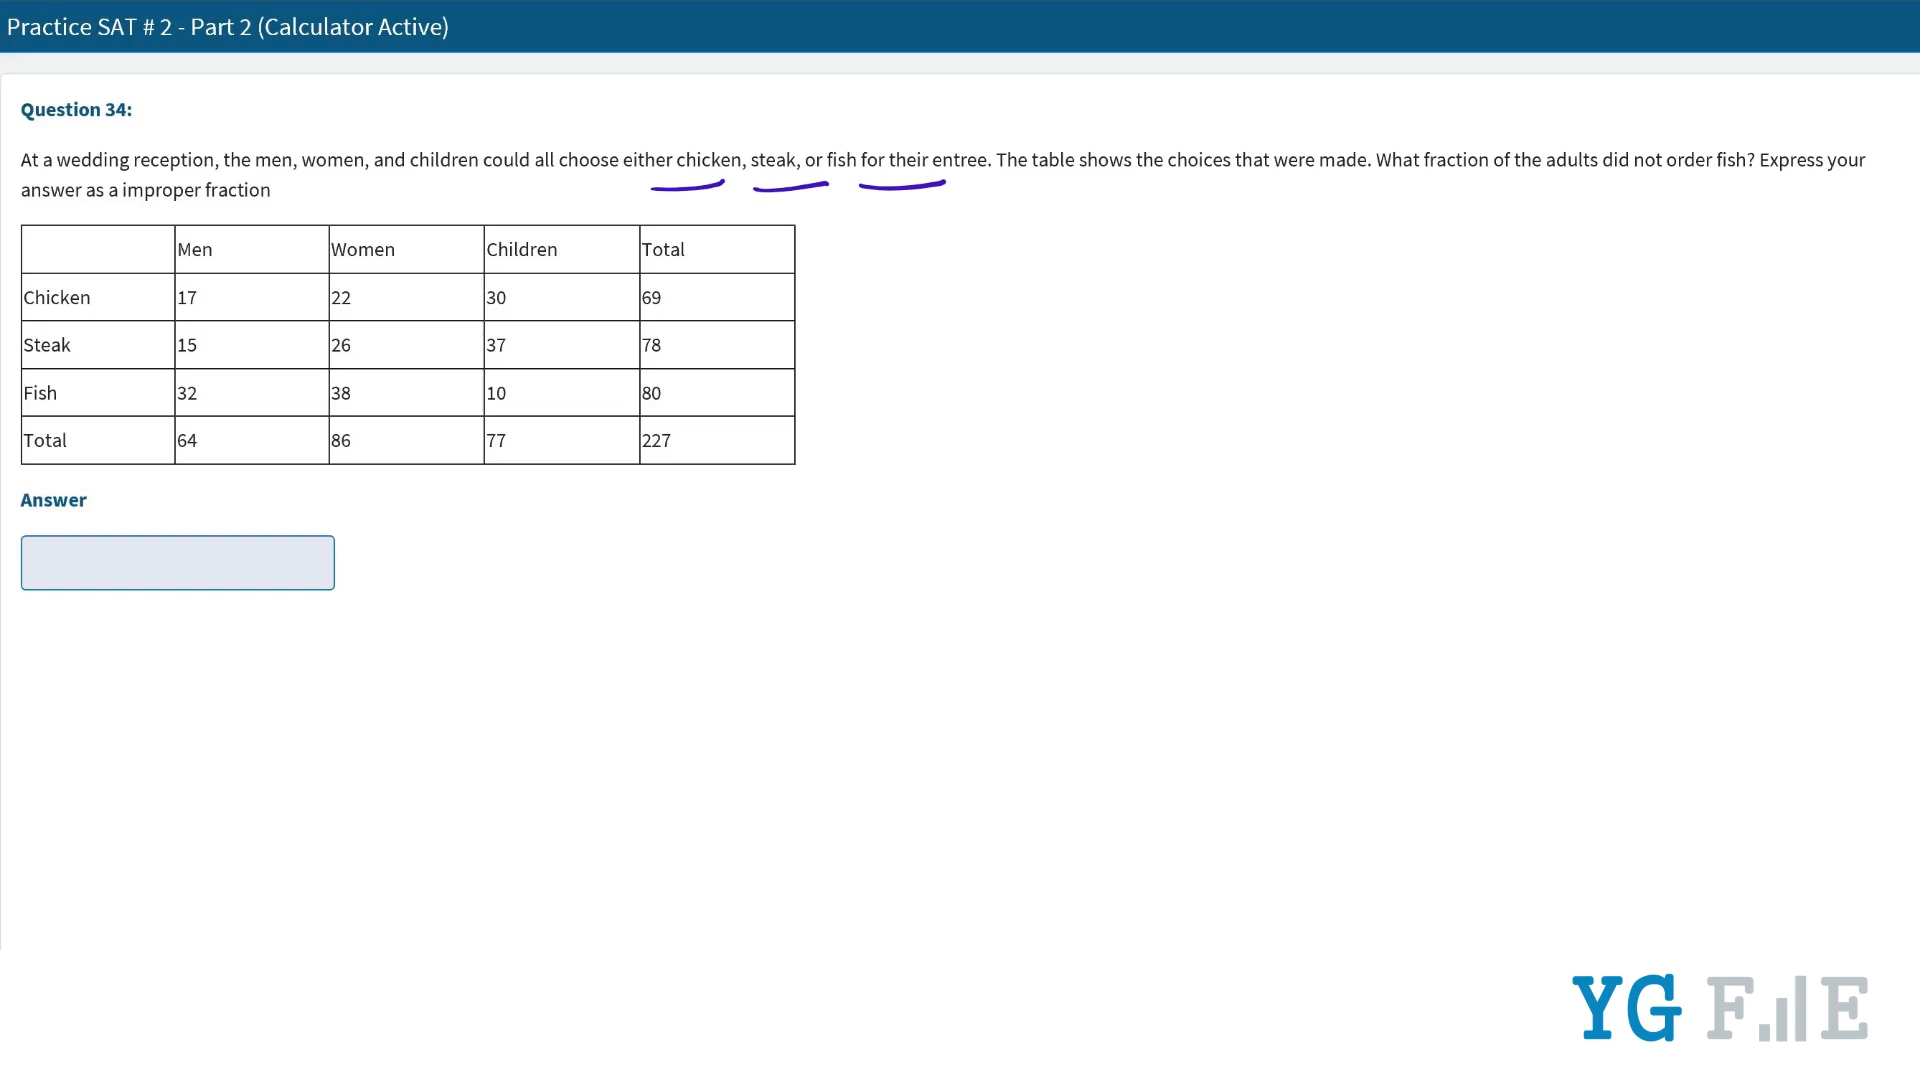 Practice SAT # 2 - Part 2 (Calculator Active)
Question 34:
At a wedding reception, the men, women, and children could all choose either chicken, steak, or fish for their entree. The table shows the choices that were made. What fraction of the adults did not order fish? Express your
answer as a improper fraction
Men Women Children Total
Chicken 17 22 30 69
Steak 15 26 37 78
Fish 32 38 10 80
Total 64 86 77 227
Answer
YG F E